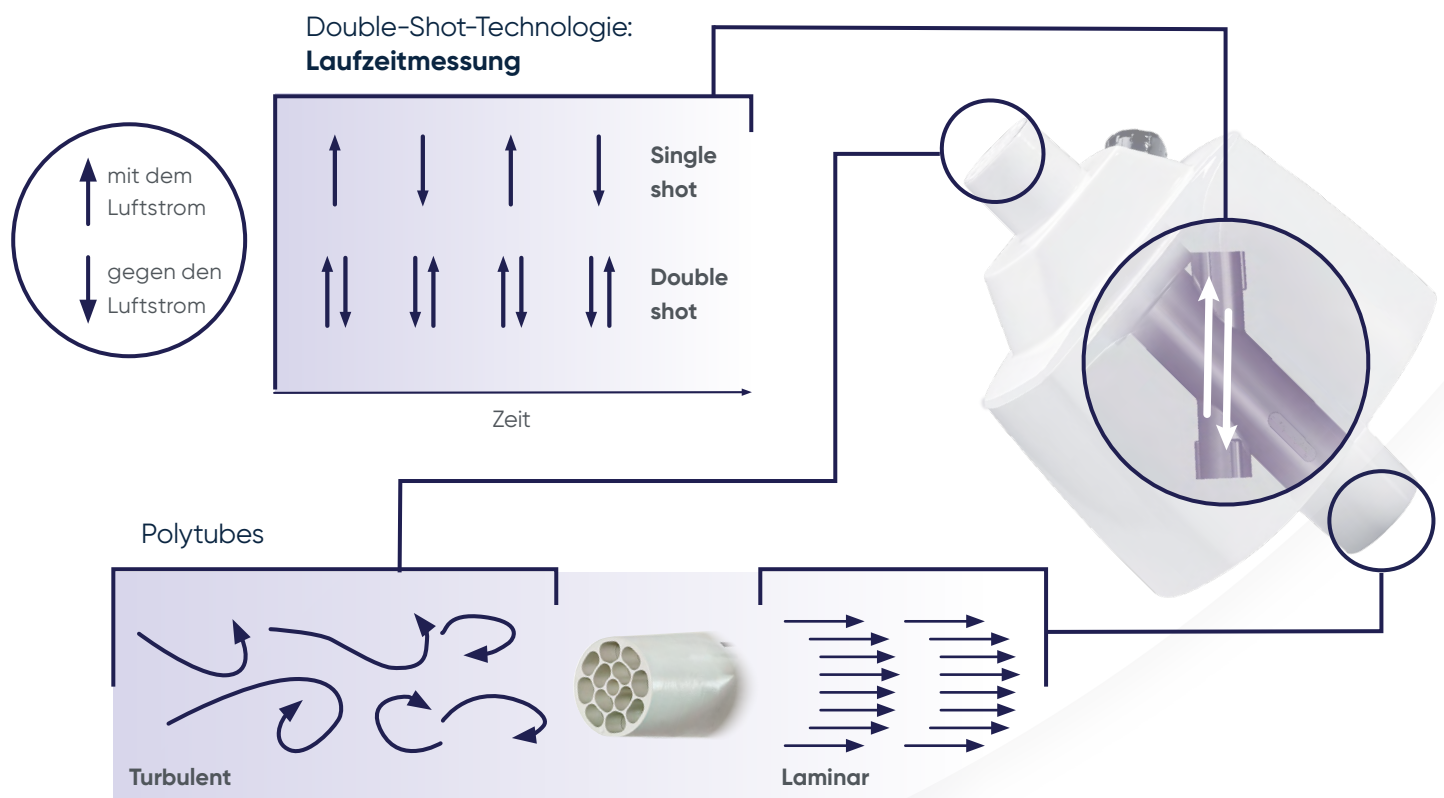 Double-Shot-Technologie:
Laufzeitmessung
mit dem
Luftstrom
gegen den
Luftstrom
Single
shot
Double
shot
Zeit
Polytubes
Turbulent
Laminar